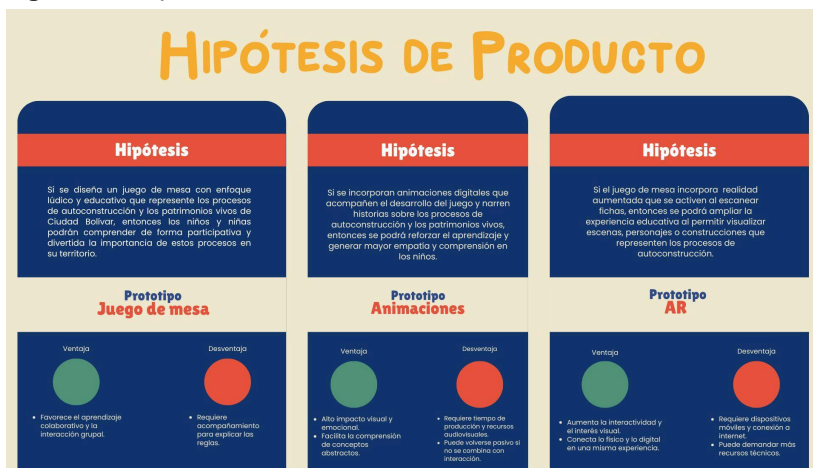 HIPÓTESIS DE PRODUCTO
Hipótesis
Si se diseña un juego de mesa con enfoque
lúdico y educativo que represente los procesos
de autoconstrucción y los patrimonios vivos de
Ciudad Bolívar, entonces los niños y niñas
podrán comprender de forma participativa y
divertida la importancia de estos procesos en
su territorio.
Prototipo
Juego de mesa
Ventaja
Desventaja
• Favorece el aprendizaje
colaborativo y la
interacción grupal.
• Requiere
acompañamiento
para explicar las
reglas.
Hipótesis
Si se incorporan animaciones digitales que
acompañen el desarrollo del juego y narren
historias sobre los procesos de
autoconstrucción y los patrimonios vivos,
entonces se podrá reforzar el aprendizaje y
generar mayor empatía y comprensión en
los niños.
Prototipo
Animaciones
Ventaja
Desventaja
• Alto impacto visual y
emocional.
• Facilita la comprensión
de conceptos
abstractos.
• Requiere tiempo de
producción y recursos
audiovisuales.
• Puede volverse pasivo si
no se combina con
interacción.
Hipótesis
Si el juego de mesa incorpora realidad
aumentada que se activen al escanear
fichas, entonces se podrá ampliar la
experiencia educativa al permitir visualizar
escenas, personajes o construcciones que
representen los procesos de
autoconstrucción.
Prototipo
AR
Ventaja
Desventaja
• Aumenta la interactividad y
el interés visual.
• Conecta lo físico y lo digital
en una misma experiencia.
• Requiere dispositivos
móviles y conexión a
internet.
• Puede demandar más
recursos técnicos.